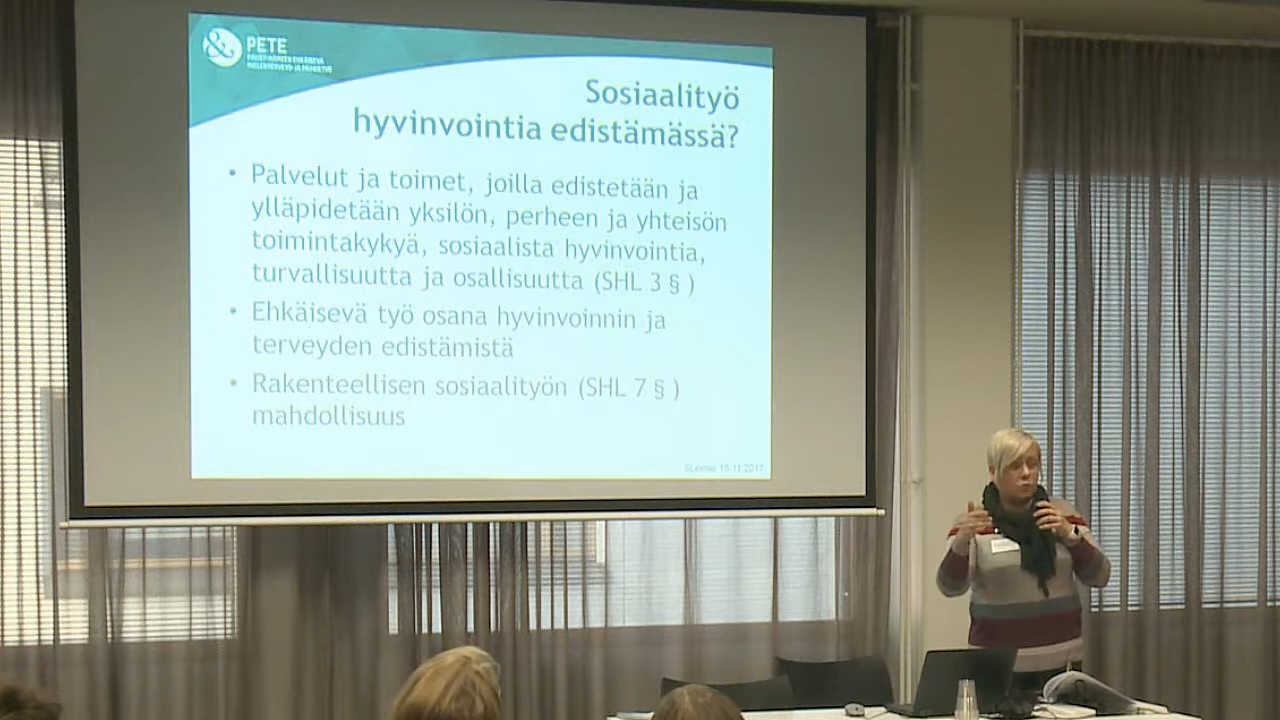 PETE
Sosiaalityö
hyvinvointia edistämässä?
• Palvelut ja toimet, joilla edistetään ja
ylläpidetään yksilön, perheen ja yhteisön
toimintakykyä, sosiaalista hyvinvointia,
turvallisuutta ja osallisuutta (SHL 3 § )
• Ehkäisevä työ osana hyvinvoinnin ja
terveyden edistämistä
• Rakenteellisen sosiaalityön (SHL 7 § )
mahdollisuus